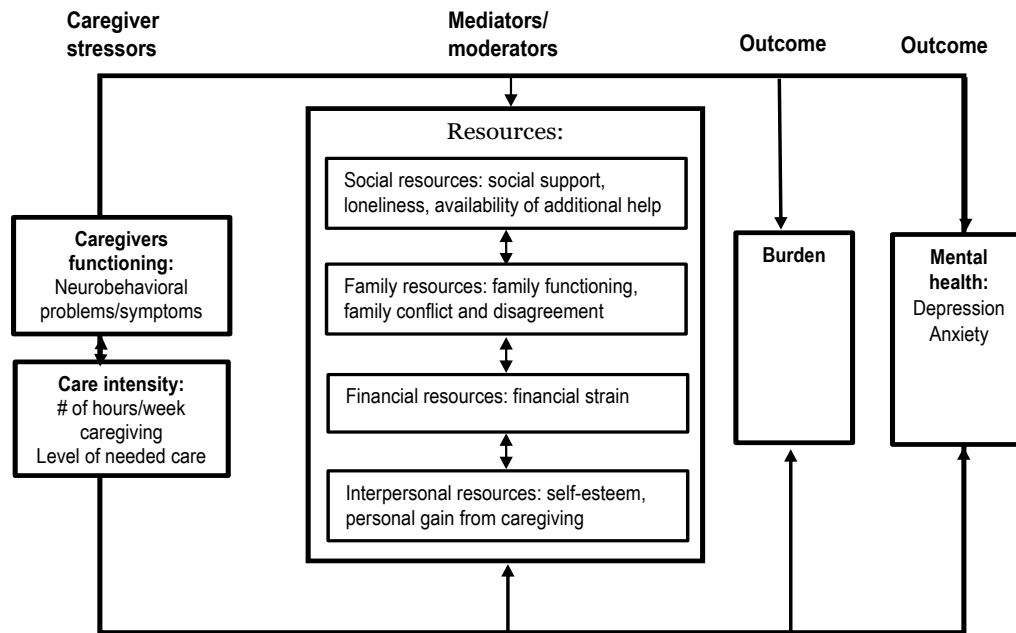 Caregiver
stressors
Mediators/
moderators
Outcome
Outcome
Resources:
Social resources: social support,
loneliness, availability of additional help
Family resources: family functioning,
family conflict and disagreement
Financial resources: financial strain
Interpersonal resources: self-esteem,
personal gain from caregiving
Caregivers
functioning:
Neurobehavioral
problems/symptoms
Care intensity:
# of hours/week
caregiving
Level of needed care
Burden
Mental
health:
Depression
Anxiety